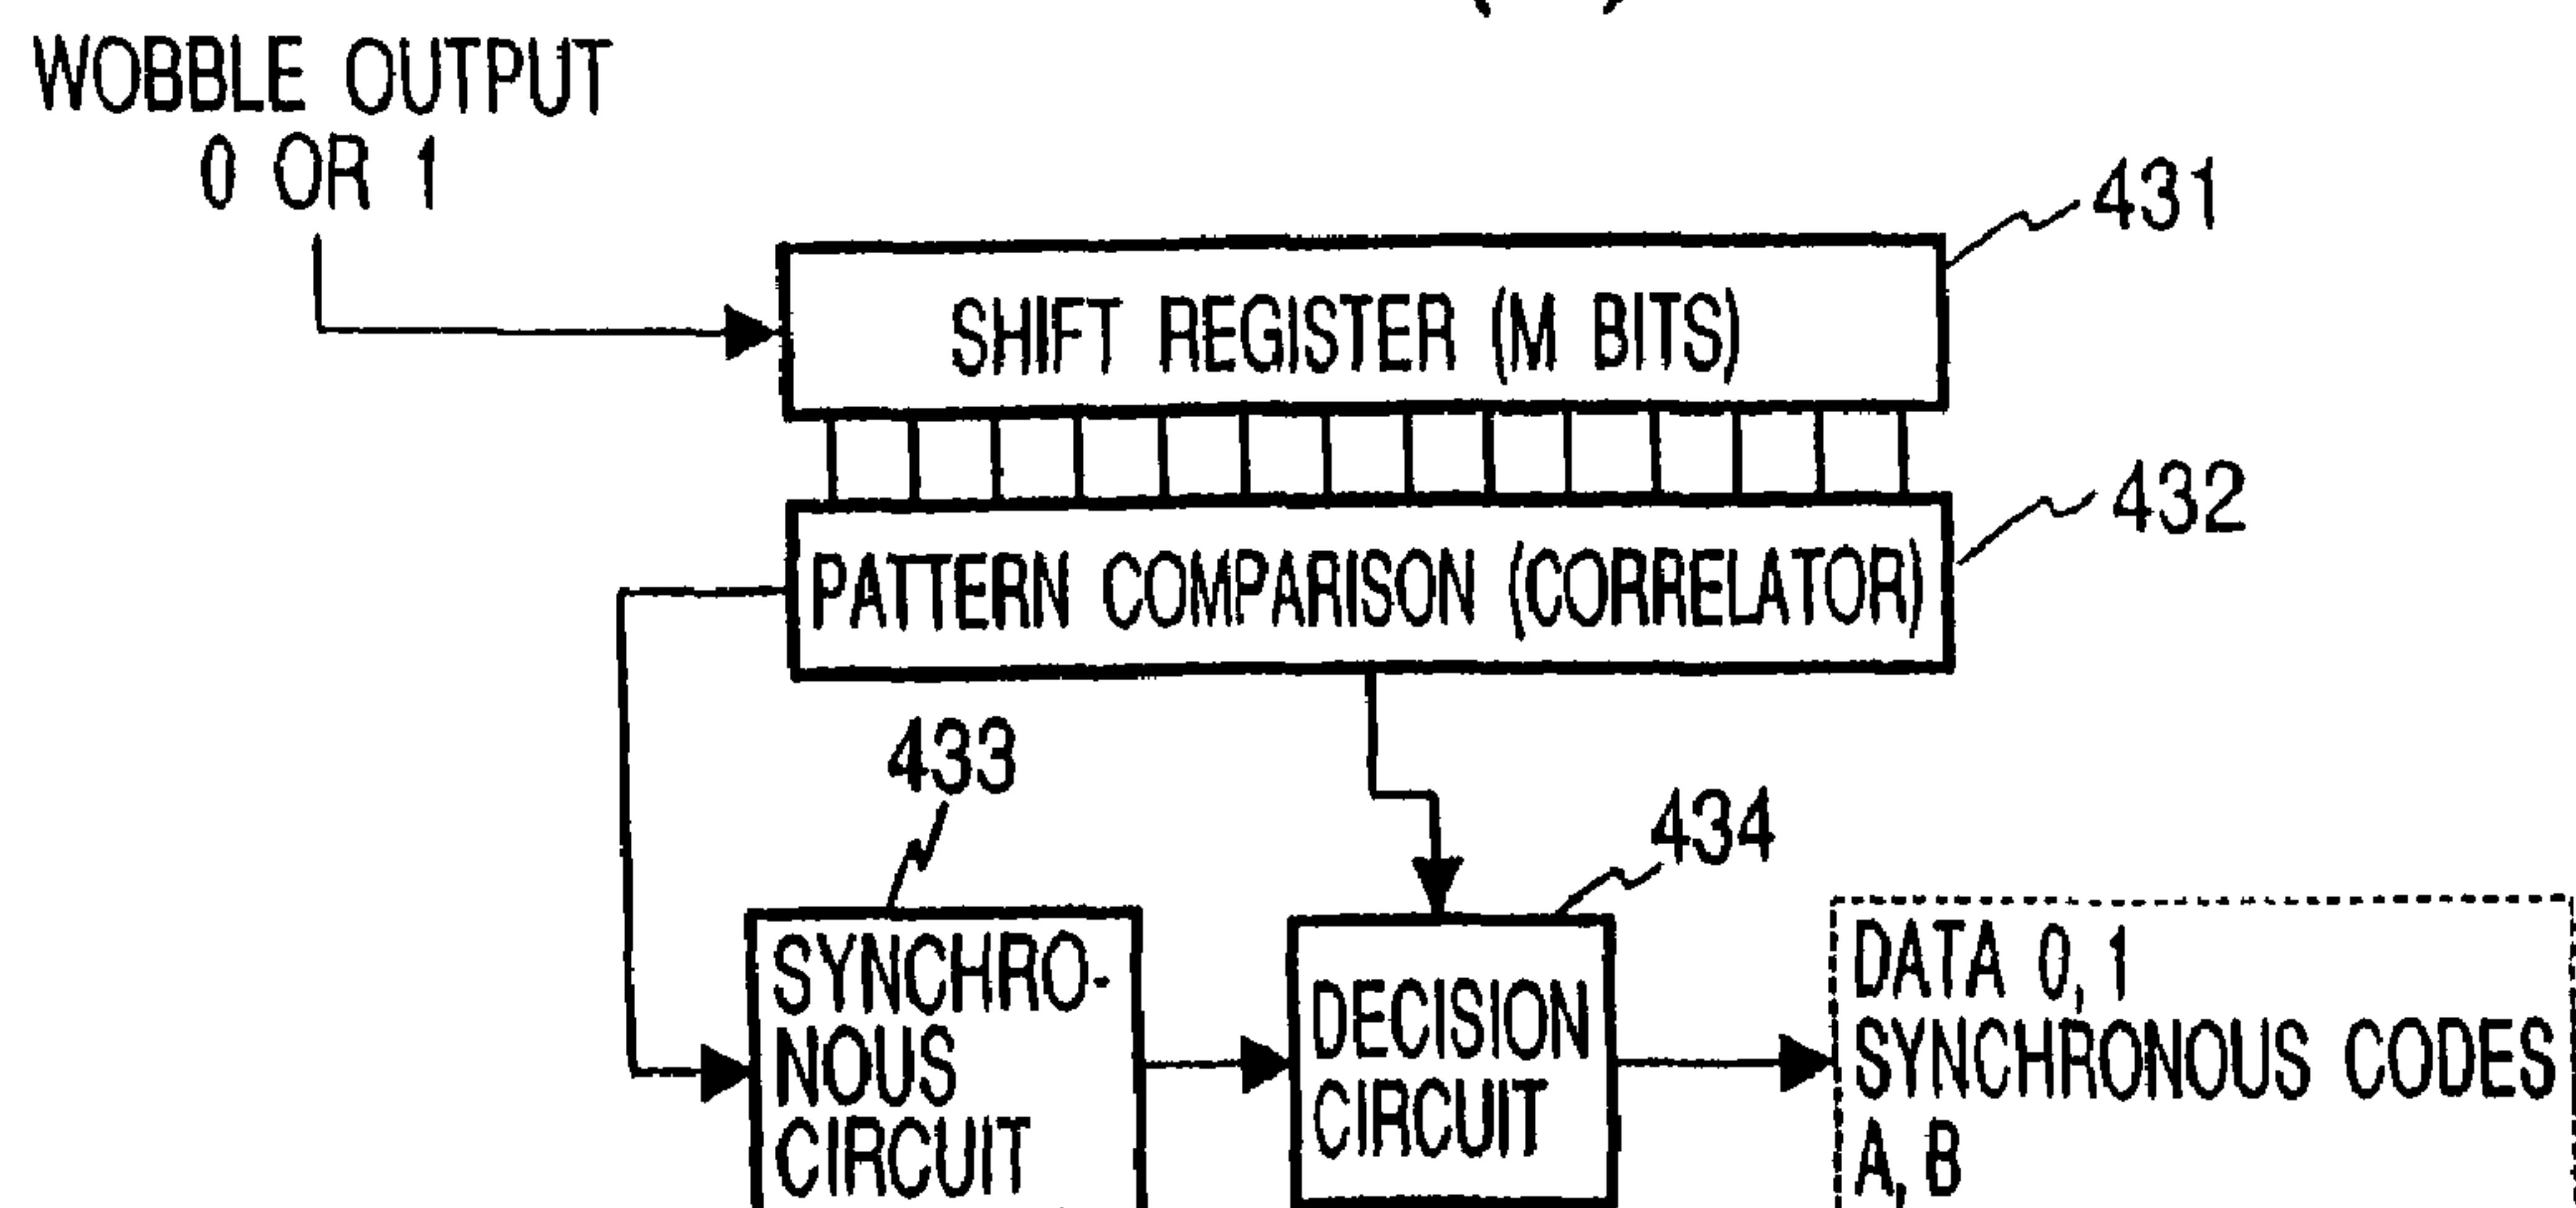 WOBBLE OUTPUT
0 OR 1
431
SHIFT REGISTER (M BITS)
432
PATTERN COMPARISON (CORRELATOR)
433
434
SYNCHRO-
NOUS
CIRCUIT
DECISION
CIRCUIT
DATA 0, 1
SYNCHRONOUS CODES
A, B